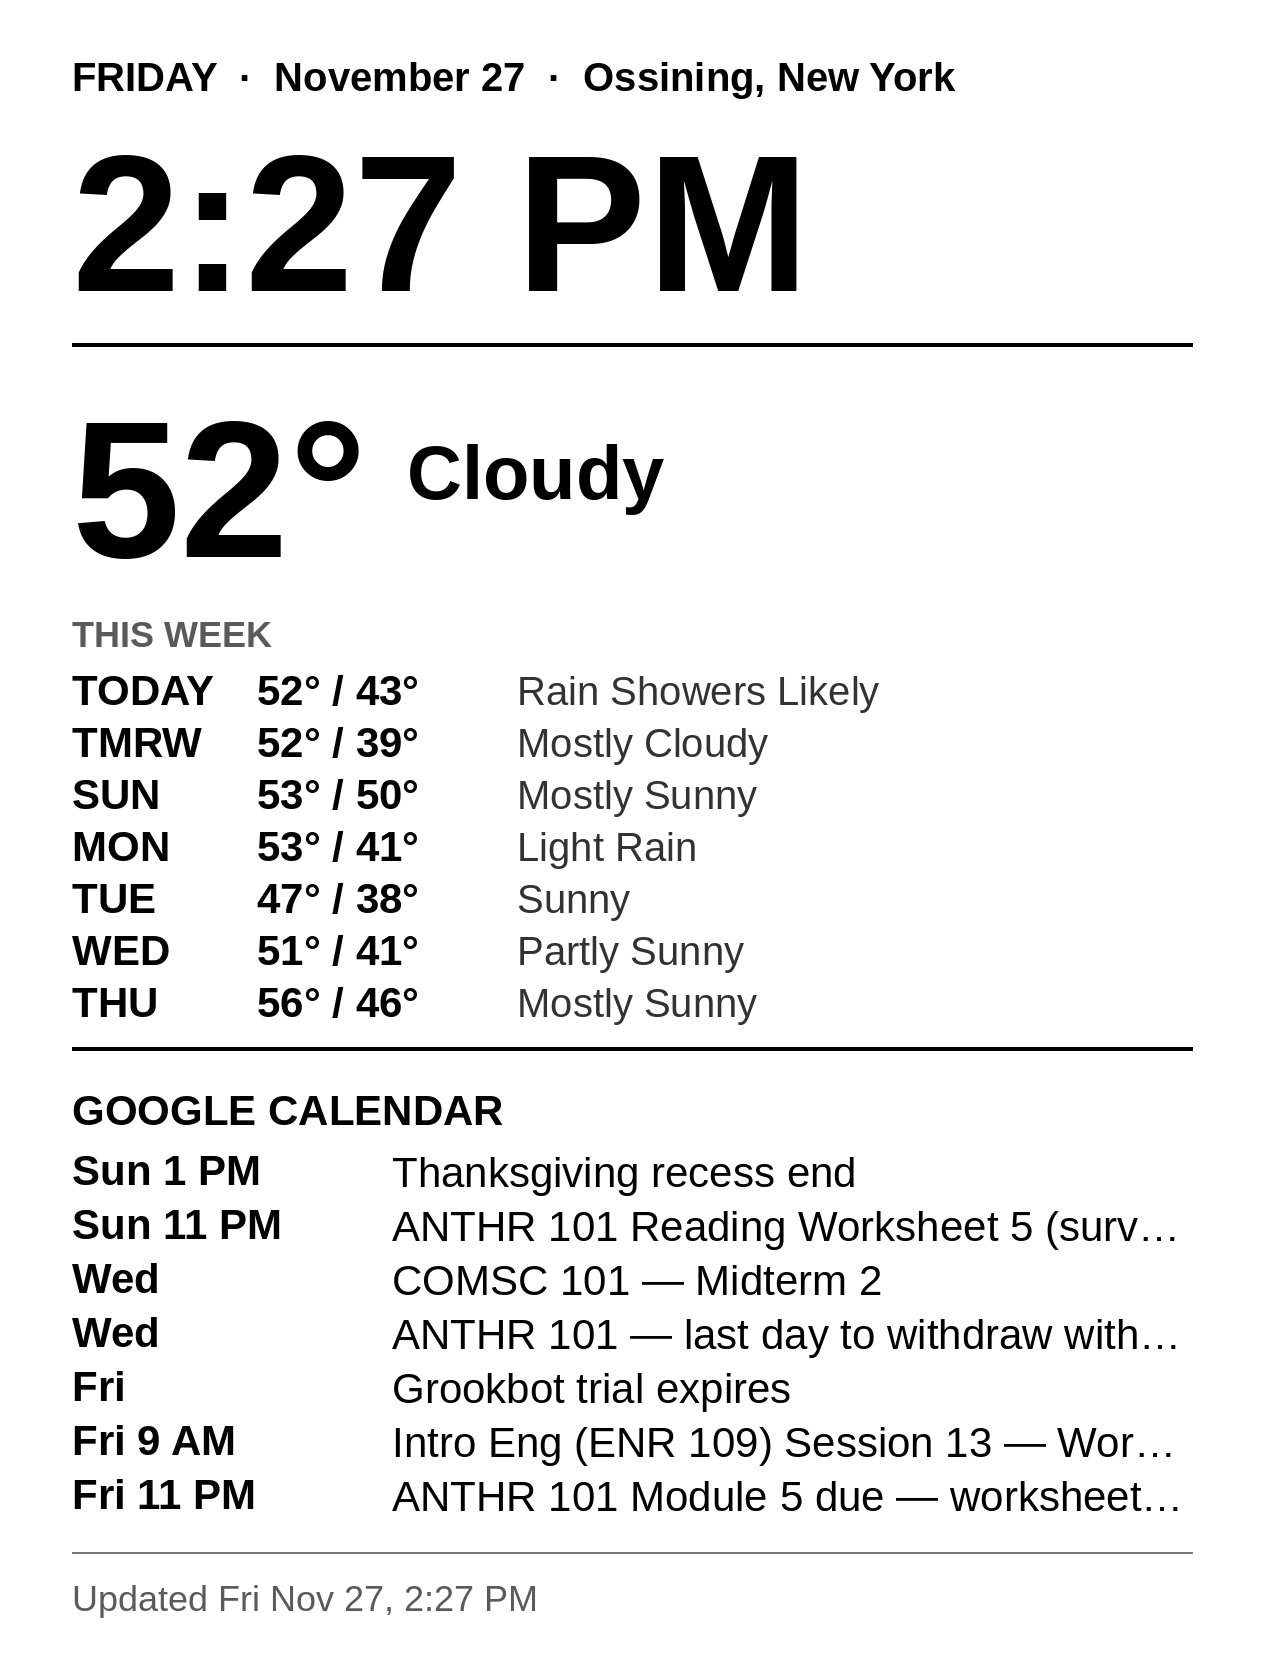 FRIDAY · November 27 · Ossining, New York
2:27 PM
52° Cloudy
THIS WEEK
TODAY 52° / 43° Rain Showers Likely
TMRW 52° / 39° Mostly Cloudy
SUN 53° / 50° Mostly Sunny
MON 53° / 41° Light Rain
TUE 47° / 38° Sunny
WED 51° / 41° Partly Sunny
THU 56° / 46° Mostly Sunny
GOOGLE CALENDAR
Sun 1 PM Thanksgiving recess end
Sun 11 PM ANTHR 101 Reading Worksheet 5 (surv…
Wed COMSC 101 — Midterm 2
Wed ANTHR 101 — last day to withdraw with…
Fri Grookbot trial expires
Fri 9 AM Intro Eng (ENR 109) Session 13 — Wor…
Fri 11 PM ANTHR 101 Module 5 due — worksheet…
Updated Fri Nov 27, 2:27 PM